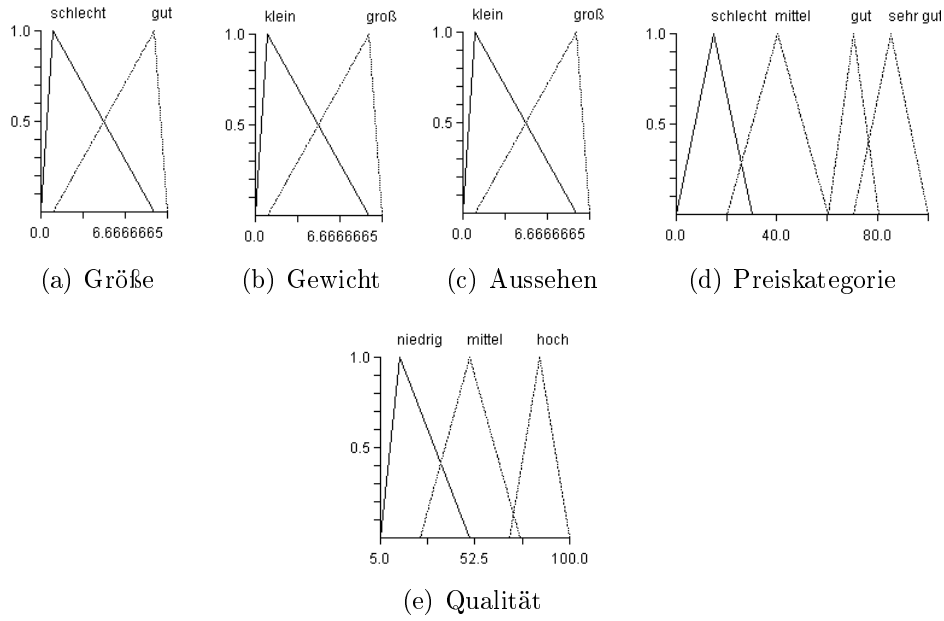 schlecht gut
1.0
0.5
0.0 6.6666665
(a) Größe
klein groß
1.0
0.5
0.0 6.6666665
(b) Gewicht
klein groß
1.0
0.5
0.0 6.6666665
(c) Aussehen
schlecht mittel gut sehr gut
1.0
0.5
0.0 40.0 80.0
(d) Preiskategorie
niedrig mittel hoch
1.0
0.5
5.0 52.5 100.0
(e) Qualität